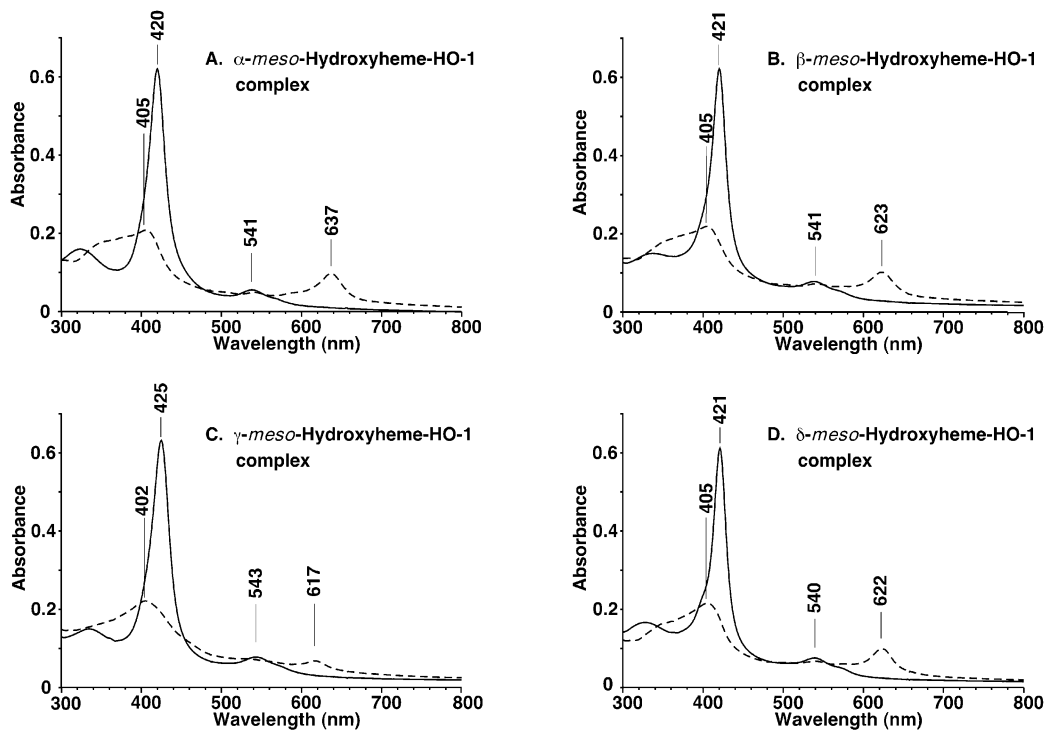 420
A. α-meso-Hydroxyheme-HO-1
complex
405
541
637
Absorbance
0.6
0.4
0.2
0
300 400 500 600 700 800
Wavelength (nm)
421
B. β-meso-Hydroxyheme-HO-1
complex
405
541
623
Absorbance
0.6
0.4
0.2
0
300 400 500 600 700 800
Wavelength (nm)
425
C. γ-meso-Hydroxyheme-HO-1
complex
402
543
617
Absorbance
0.6
0.4
0.2
0
300 400 500 600 700 800
Wavelength (nm)
421
D. δ-meso-Hydroxyheme-HO-1
complex
405
540
622
Absorbance
0.6
0.4
0.2
0
300 400 500 600 700 800
Wavelength (nm)